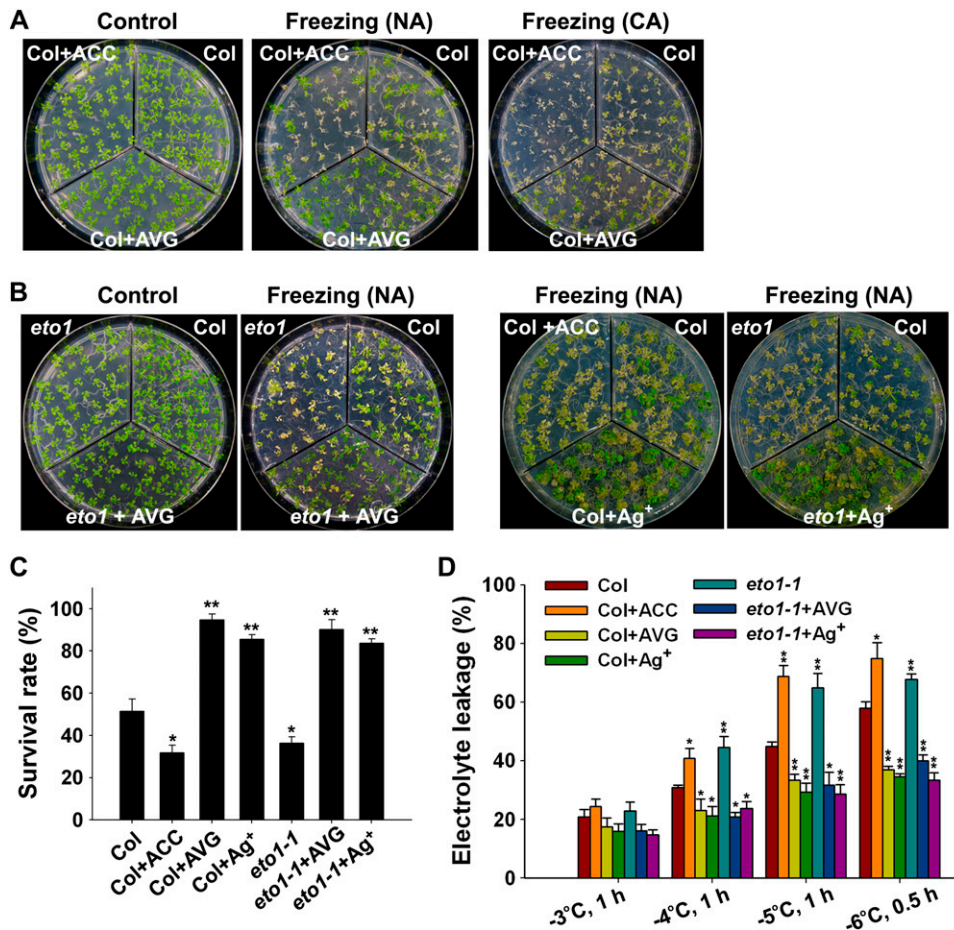 A
Control
Freezing (NA)
Freezing (CA)
Col+ACC
Col
Col+AVG
Col+ACC
Col
Col+AVG
Col+ACC
Col
Col+AVG
B
Control
Freezing (NA)
Freezing (NA)
Freezing (NA)
eto1
Col
eto1 + AVG
eto1
Col
eto1 + AVG
Col +ACC
Col
Col+Ag⁺
eto1
Col
eto1+Ag⁺
C
Survival rate (%)
100
80
60
40
20
0
*
**
**
*
**
**
Col
Col+ACC
Col+AVG
Col+Ag⁺
eto1-1
eto1-1+AVG
eto1-1+Ag⁺
D
Electrolyte leakage (%)
100
80
60
40
20
0
Col
Col+ACC
Col+AVG
Col+Ag⁺
eto1-1
eto1-1+AVG
eto1-1+Ag⁺
*
*
*
**
*
*
**
**
**
**
*
**
*
**
**
**
**
**
-3°C, 1 h
-4°C, 1 h
-5°C, 1 h
-6°C, 0.5 h